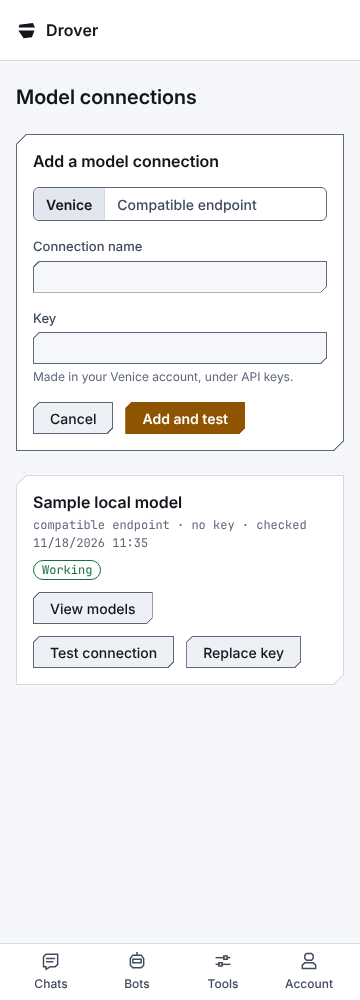 Drover
Model connections
Add a model connection
Venice
Compatible endpoint
Connection name
Key
Made in your Venice account, under API keys.
Cancel
Add and test
Sample local model
compatible endpoint · no key · checked
11/18/2026 11:35
Working
View models
Test connection
Replace key
Chats
Bots
Tools
Account